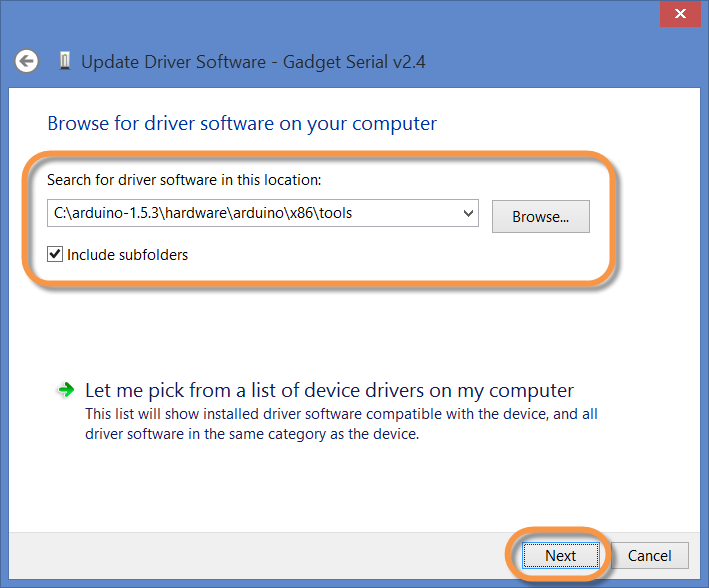 Update Driver Software - Gadget Serial v2.4
Browse for driver software on your computer
Search for driver software in this location:
C:\arduino-1.5.3\hardware\arduino\x86\tools
Browse...
Include subfolders
Let me pick from a list of device drivers on my computer
This list will show installed driver software compatible with the device, and all
driver software in the same category as the device.
Next
Cancel